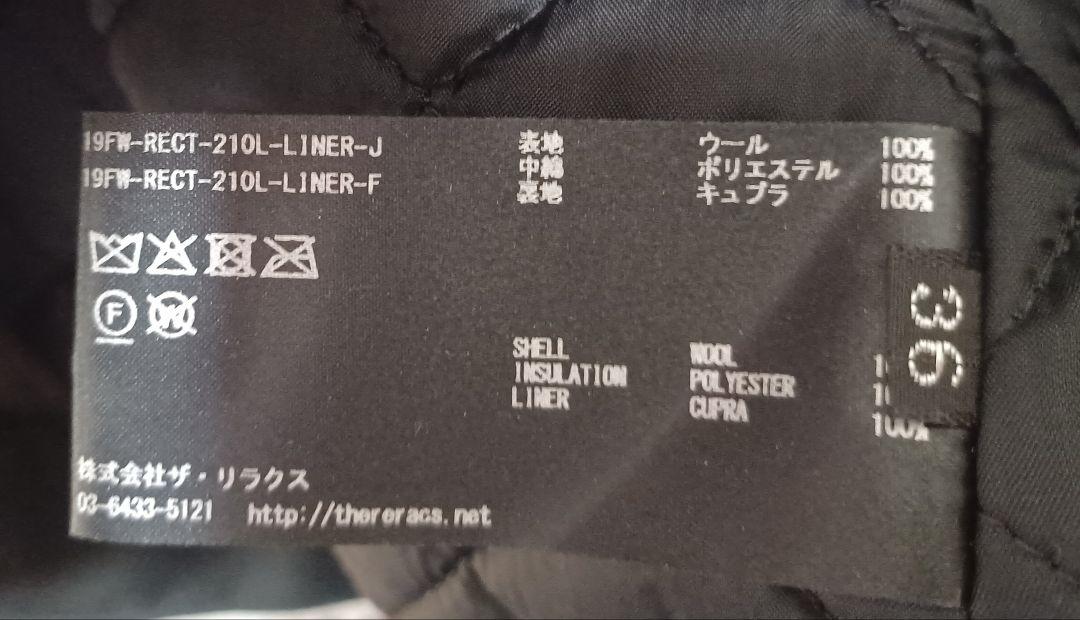 19FW-RECT-210L-LINER-J
19FW-RECT-210L-LINER-F
表地 ウール 100%
中綿 ポリエステル 100%
裏地 キュプラ 100%
F
W
36
SHELL WOOL
INSULATION POLYESTER
LINER CUPRA 100%
株式会社ザ・リラクス
03-6433-5121 http://thereracs.net